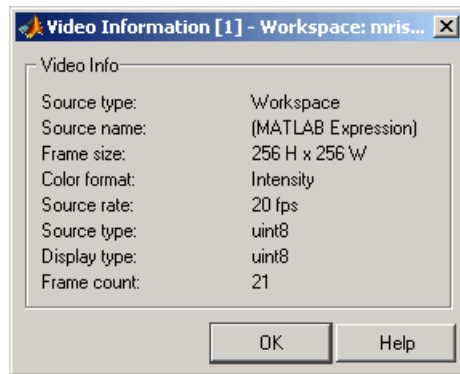 Video Information [1] - Workspace: mris...
Video Info
Source type: Workspace
Source name: (MATLAB Expression)
Frame size: 256 H x 256 W
Color format: Intensity
Source rate: 20 fps
Source type: uint8
Display type: uint8
Frame count: 21
OK Help